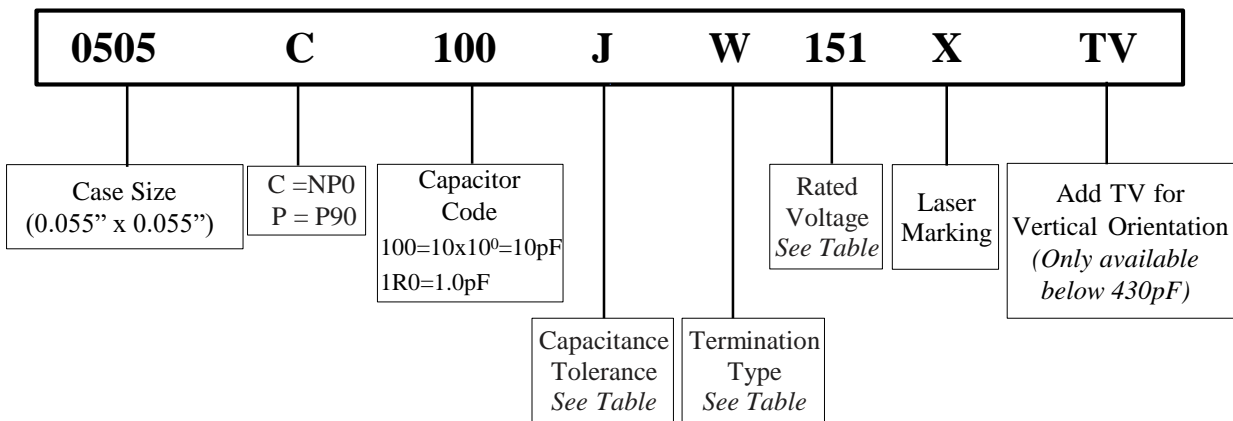 0505 C 100 J W 151 X TV
Case Size
(0.055” x 0.055”)
C =NP0
P = P90
Capacitor
Code
100=10x10⁰=10pF
1R0=1.0pF
Capacitance
Tolerance
See Table
Termination
Type
See Table
Rated
Voltage
See Table
Laser
Marking
Add TV for
Vertical Orientation
(Only available
below 430pF)